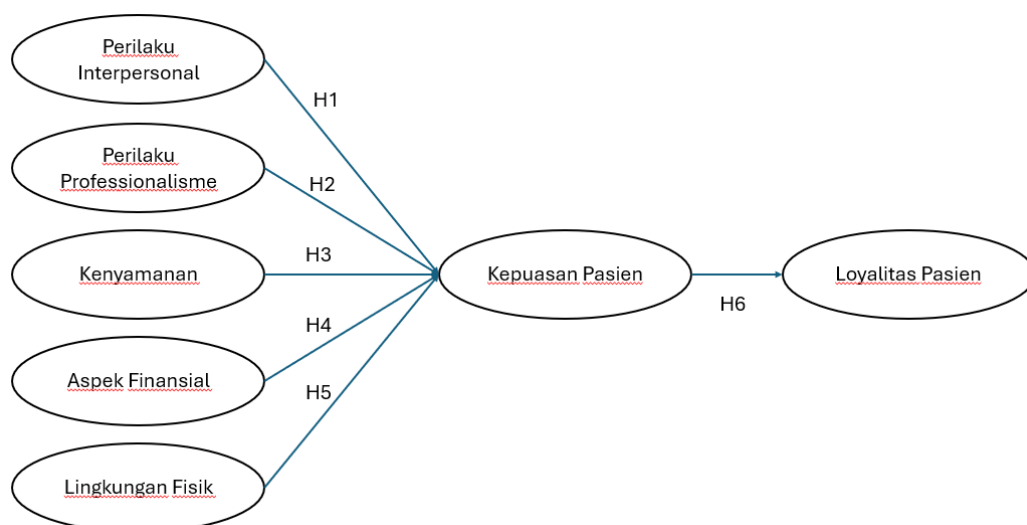 Perilaku
Interpersonal
H1
Perilaku
Professionalisme
H2
Kenyamanan
H3
Kepuasan Pasien
H6
Loyalitas Pasien
Aspek Finansial
H4
Lingkungan Fisik
H5